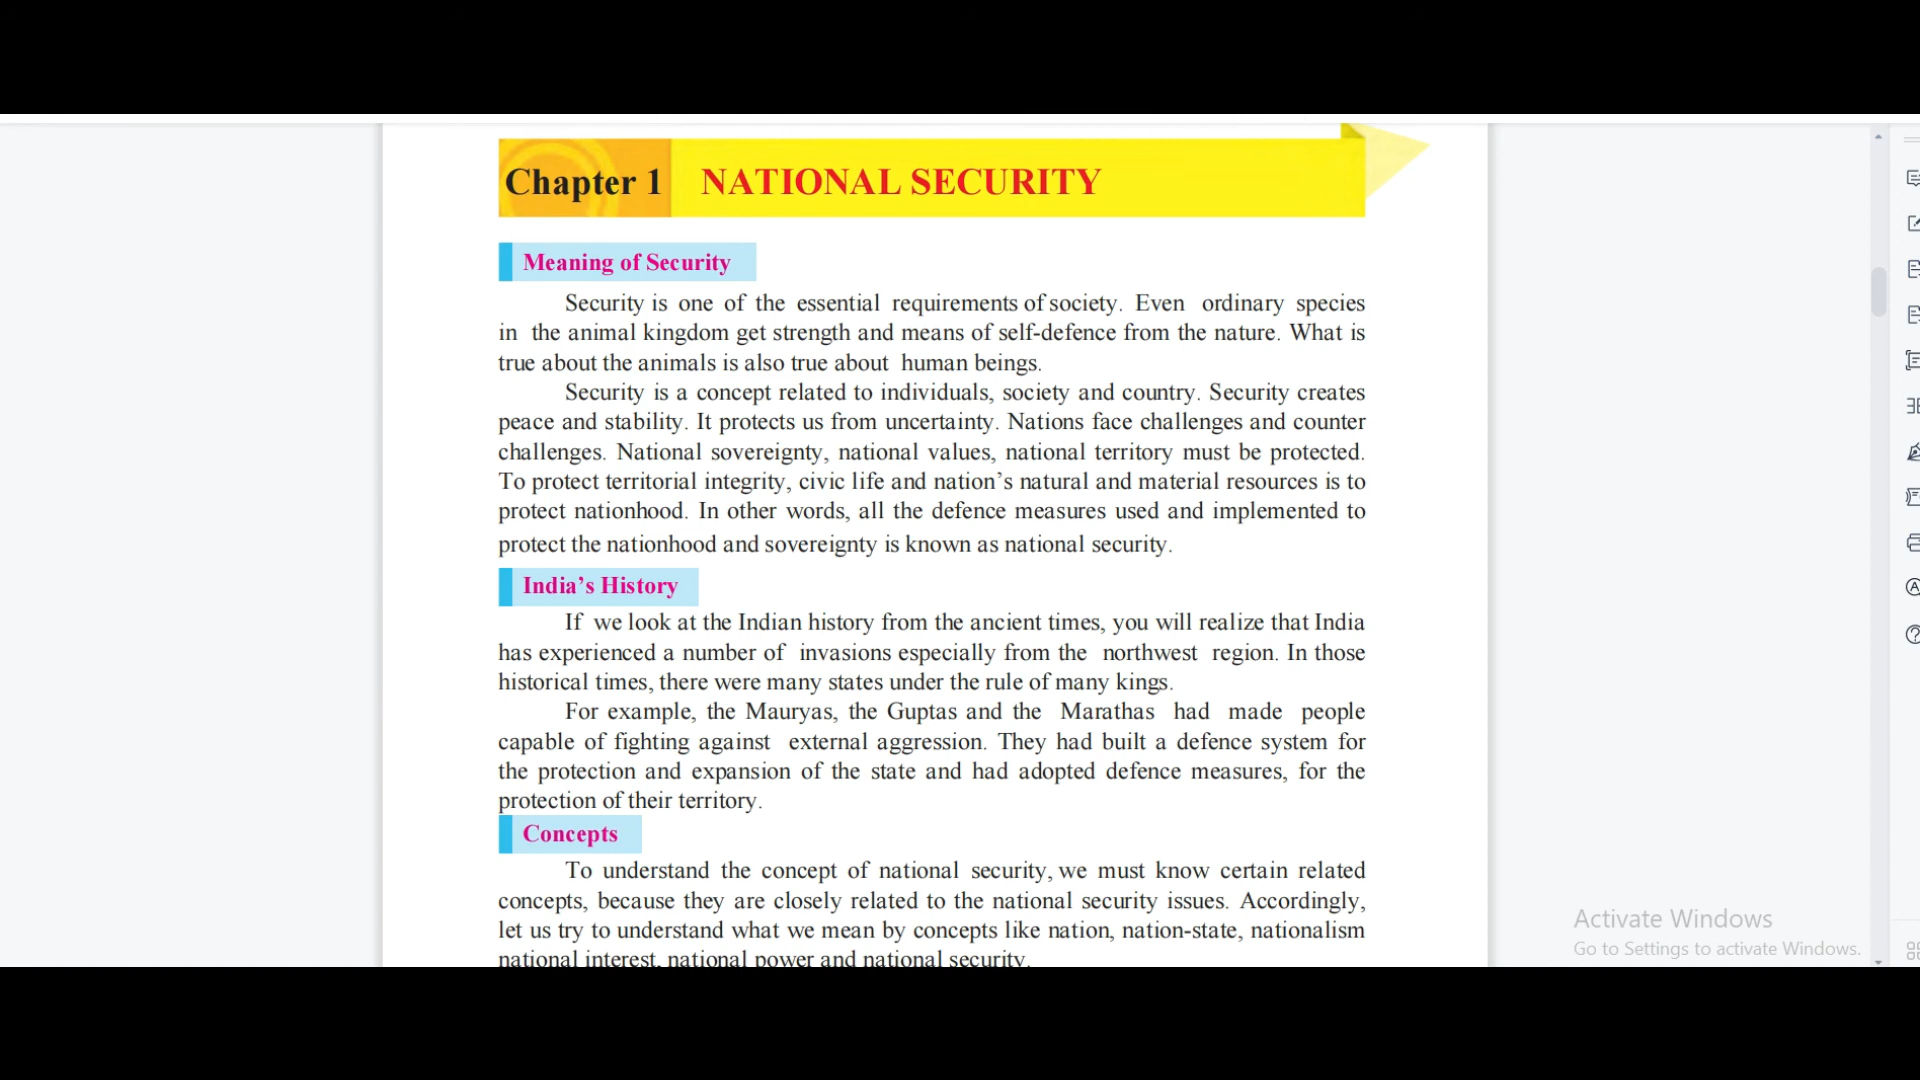 Chapter 1 NATIONAL SECURITY
Meaning of Security
Security is one of the essential requirements of society. Even ordinary species
in the animal kingdom get strength and means of self-defence from the nature. What is
true about the animals is also true about human beings.
Security is a concept related to individuals, society and country. Security creates
peace and stability. It protects us from uncertainty. Nations face challenges and counter
challenges. National sovereignty, national values, national territory must be protected.
To protect territorial integrity, civic life and nation’s natural and material resources is to
protect nationhood. In other words, all the defence measures used and implemented to
protect the nationhood and sovereignty is known as national security.
India’s History
If we look at the Indian history from the ancient times, you will realize that India
has experienced a number of invasions especially from the northwest region. In those
historical times, there were many states under the rule of many kings.
For example, the Mauryas, the Guptas and the Marathas had made people
capable of fighting against external aggression. They had built a defence system for
the protection and expansion of the state and had adopted defence measures, for the
protection of their territory.
Concepts
To understand the concept of national security, we must know certain related
concepts, because they are closely related to the national security issues. Accordingly,
let us try to understand what we mean by concepts like nation, nation-state, nationalism
national interest, national power and national security.
Activate Windows
Go to Settings to activate Windows.